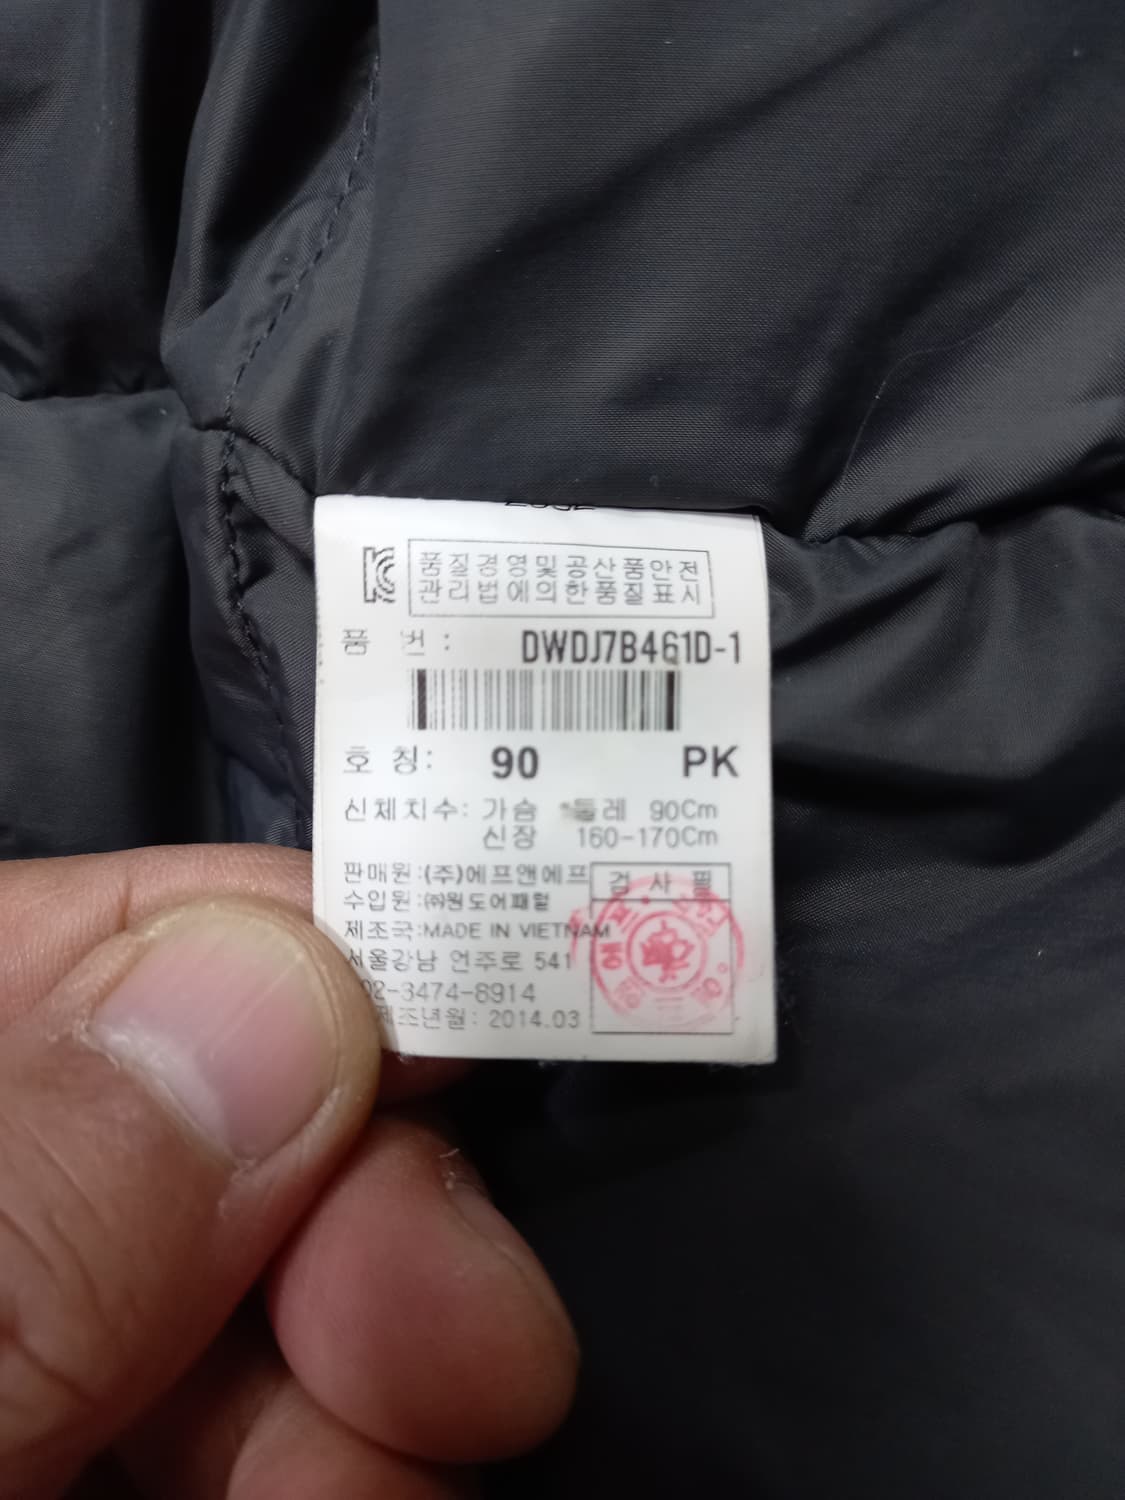 품질경영및공산품안전
관리법에의한품질표시
품 번 : DWDJ7B461D-1
호 칭: 90 PK
신체치수: 가슴 둘레 90Cm
신장 160-170Cm
판매원:(주)에프앤에프
수입원:㈜원도어패럴
제조국:MADE IN VIETNAM
서울강남 언주로 541
02-3474-8914
제조년월: 2014.03
검 사 필